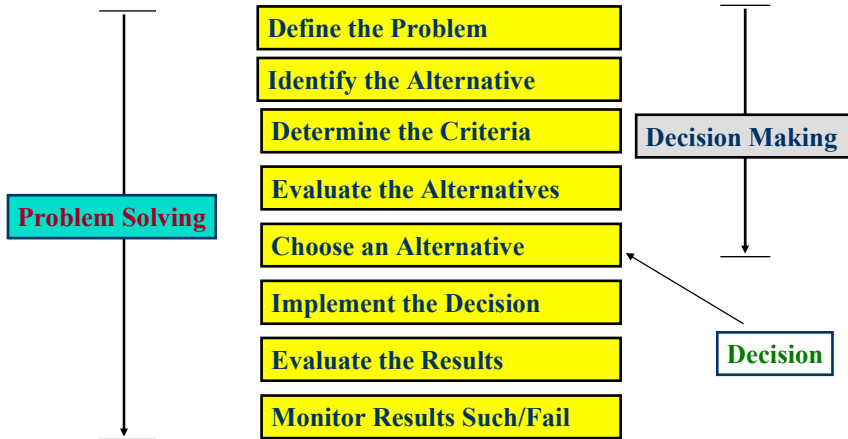 Define the Problem
Identify the Alternative
Determine the Criteria
Decision Making
Evaluate the Alternatives
Problem Solving
Choose an Alternative
Implement the Decision
Decision
Evaluate the Results
Monitor Results Such/Fail